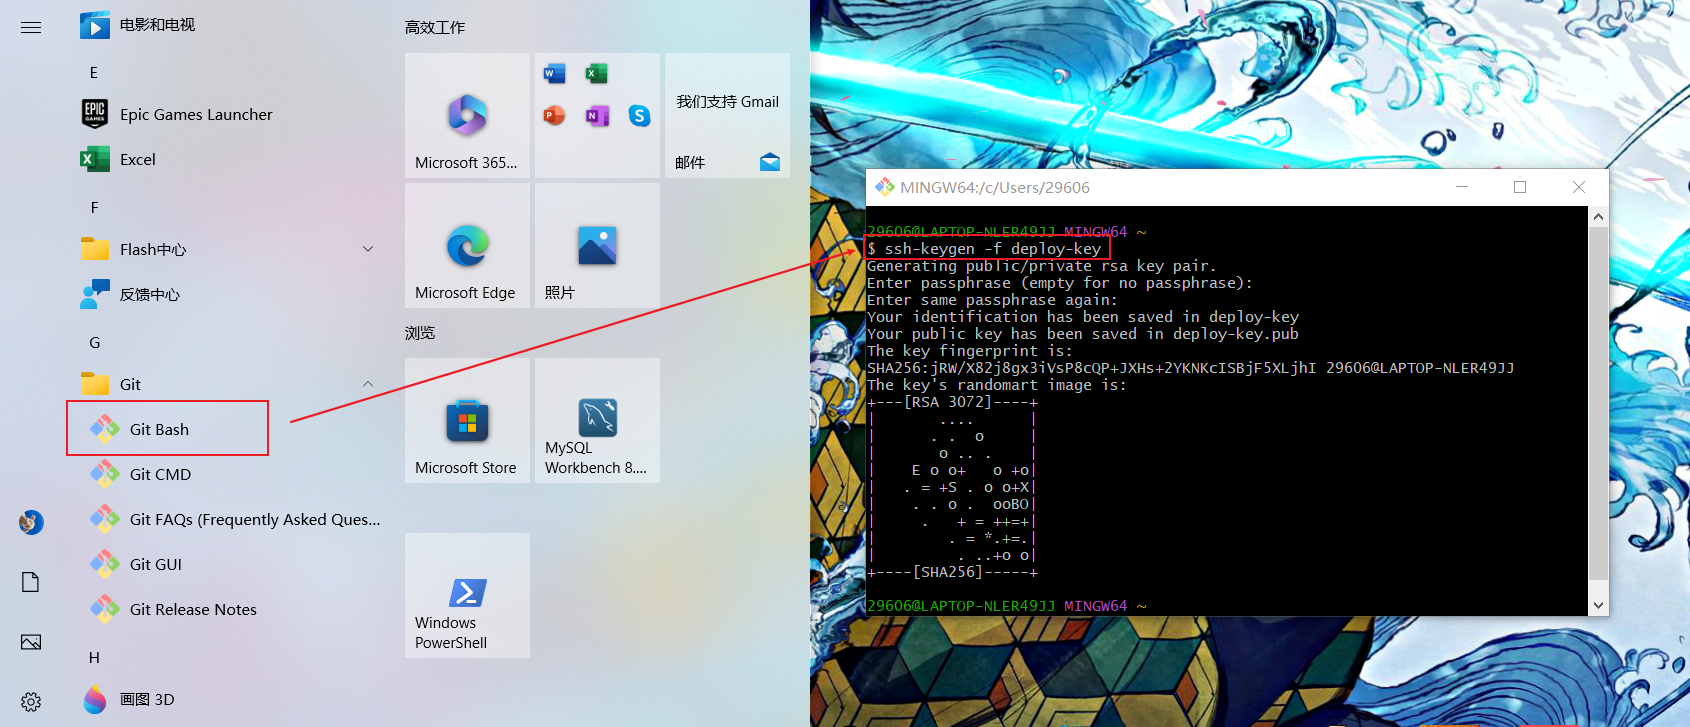 电影和电视
E
EPIC
GAMES
Epic Games Launcher
Excel
F
Flash中心
反馈中心
G
Git
Git Bash
Git CMD
Git FAQs (Frequently Asked Ques...
Git GUI
Git Release Notes
H
画图 3D
高效工作
Microsoft 365...
我们支持 Gmail
邮件
Microsoft Edge
照片
浏览
Microsoft Store
MySQL
Workbench 8....
Windows
PowerShell
MINGW64:/c/Users/29606
29606@LAPTOP-NLER49JJ MINGW64 ~
$ ssh-keygen -f deploy-key
Generating public/private rsa key pair.
Enter passphrase (empty for no passphrase):
Enter same passphrase again:
Your identification has been saved in deploy-key
Your public key has been saved in deploy-key.pub
The key fingerprint is:
SHA256:jRW/X82j8gx3iVsP8cQP+JXHs+2YKNKcISBjF5XLjhI 29606@LAPTOP-NLER49JJ
The key's randomart image is:
+---[RSA 3072]----+
|        ....     |
|       . .  o    |
|        o .. .   |
|     E o o+   o +o|
|    . = +S . o o+X|
|     . . o .  ooBO|
|      .   + = ++=+|
|         . = *.+=.|
|          . ..+o o|
+----[SHA256]-----+
29606@LAPTOP-NLER49JJ MINGW64 ~